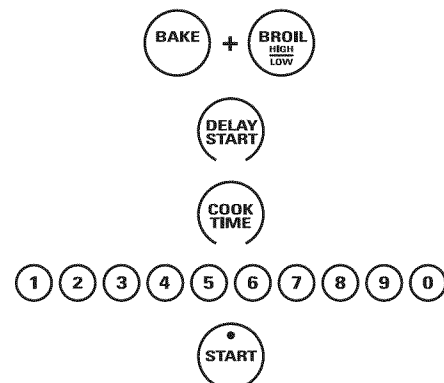 BAKE + BROIL
HIGH
LOW
DELAY
START
COOK
TIME
1 2 3 4 5 6 7 8 9 0
START